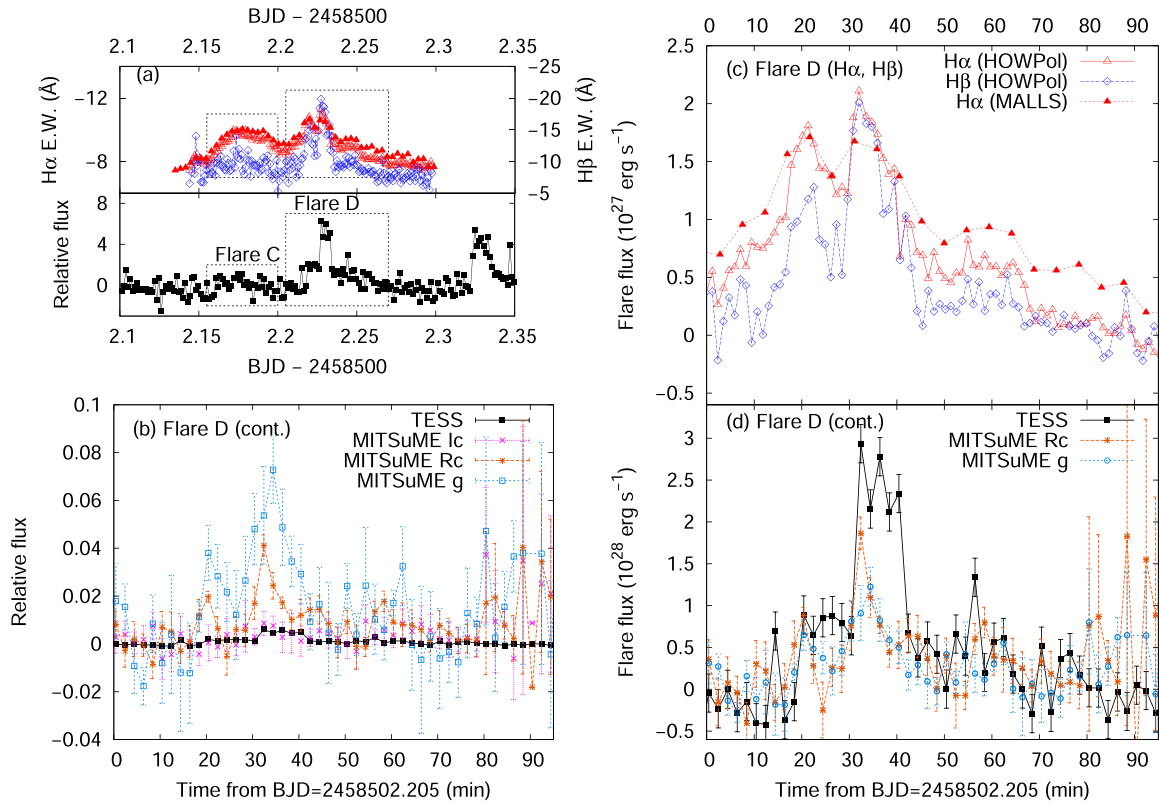 BJD − 2458500
2.1 2.15 2.2 2.25 2.3 2.35
(a)
−12
−8
Hα E.W. (Å)
−25
−20
−15
−10
−5
Hβ E.W. (Å)
8
4
0
Relative flux
Flare C
Flare D
2.1 2.15 2.2 2.25 2.3 2.35
BJD − 2458500
(b) Flare D (cont.)
TESS
MITSuME Ic
MITSuME Rc
MITSuME g
0.1
0.08
0.06
0.04
0.02
0
−0.02
−0.04
Relative flux
0 10 20 30 40 50 60 70 80 90
Time from BJD=2458502.205 (min)
0 10 20 30 40 50 60 70 80 90
(c) Flare D (Hα, Hβ)
Hα (HOWPol)
Hβ (HOWPol)
Hα (MALLS)
2.5
2
1.5
1
0.5
0
−0.5
Flare flux (10²⁷ erg s⁻¹)
(d) Flare D (cont.)
TESS
MITSuME Rc
MITSuME g
3
2.5
2
1.5
1
0.5
0
−0.5
Flare flux (10²⁸ erg s⁻¹)
0 10 20 30 40 50 60 70 80 90
Time from BJD=2458502.205 (min)